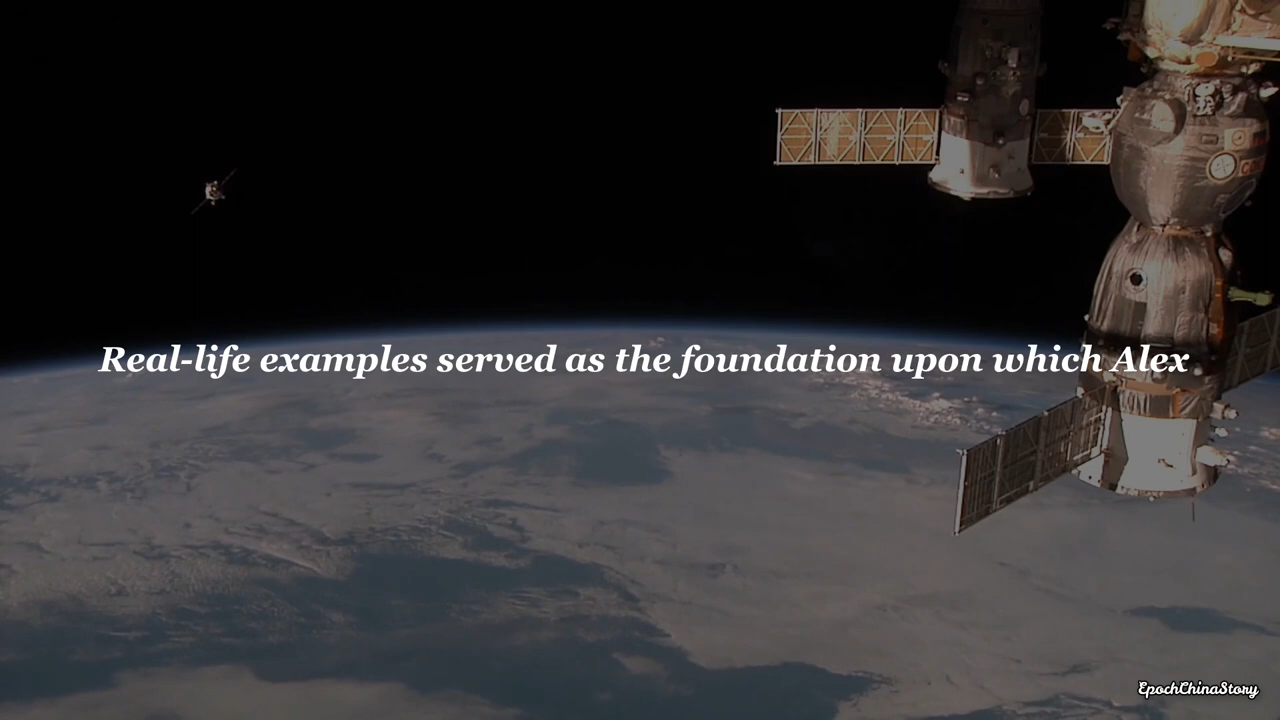 Real-life examples served as the foundation upon which Alex
EpochChinaStory